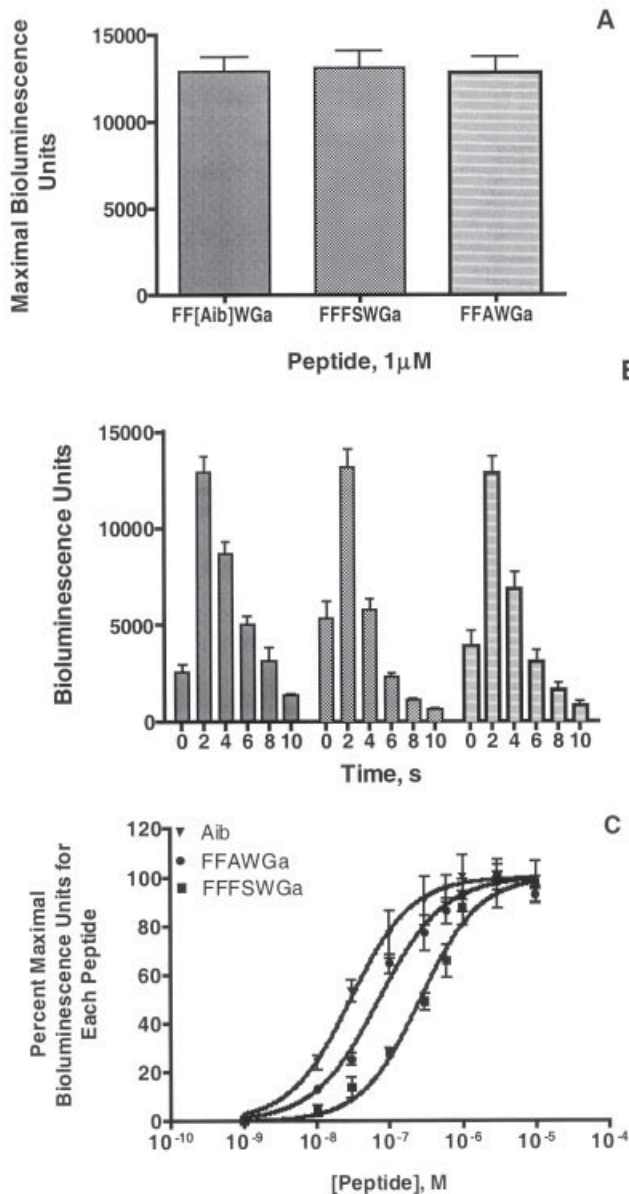 A
Maximal Bioluminescence Units
15000
10000
5000
0
FF[Aib]WGa FFFSWGa FFAWGa
Peptide, 1μM
Bioluminescence Units
15000
10000
5000
0
0 2 4 6 8 10 0 2 4 6 8 10 0 2 4 6 8 10
Time, s
C
Percent Maximal Bioluminescence Units for Each Peptide
120
100
80
60
40
20
0
Aib
FFAWGa
FFFSWGa
10-10 10-9 10-8 10-7 10-6 10-5 10-4
[Peptide], M